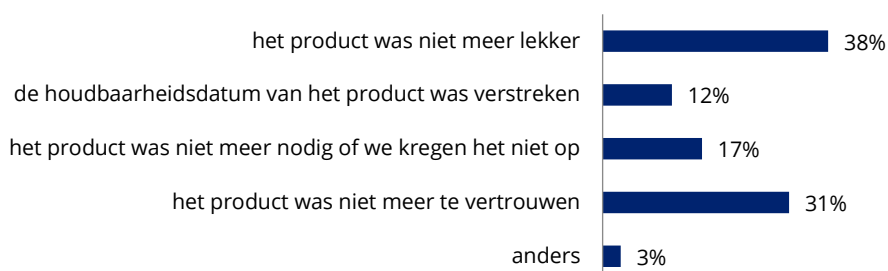 het product was niet meer lekker 38%
de houdbaarheidsdatum van het product was verstreken 12%
het product was niet meer nodig of we kregen het niet op 17%
het product was niet meer te vertrouwen 31%
anders 3%